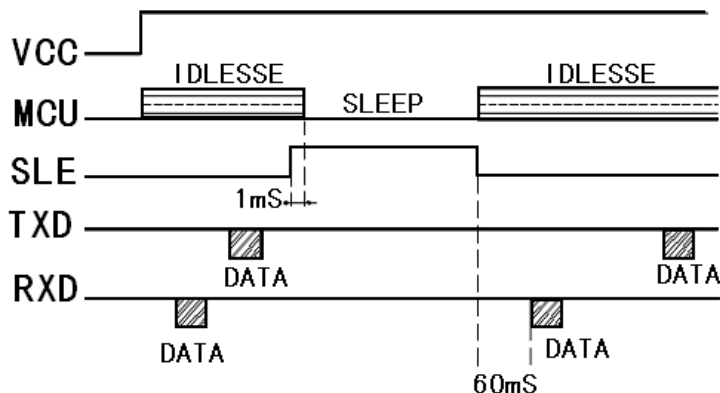 VCC
IDLESSE IDLESSE
MCU SLEEP
SLE
1mS
TXD
DATA DATA
RXD
DATA DATA
60mS